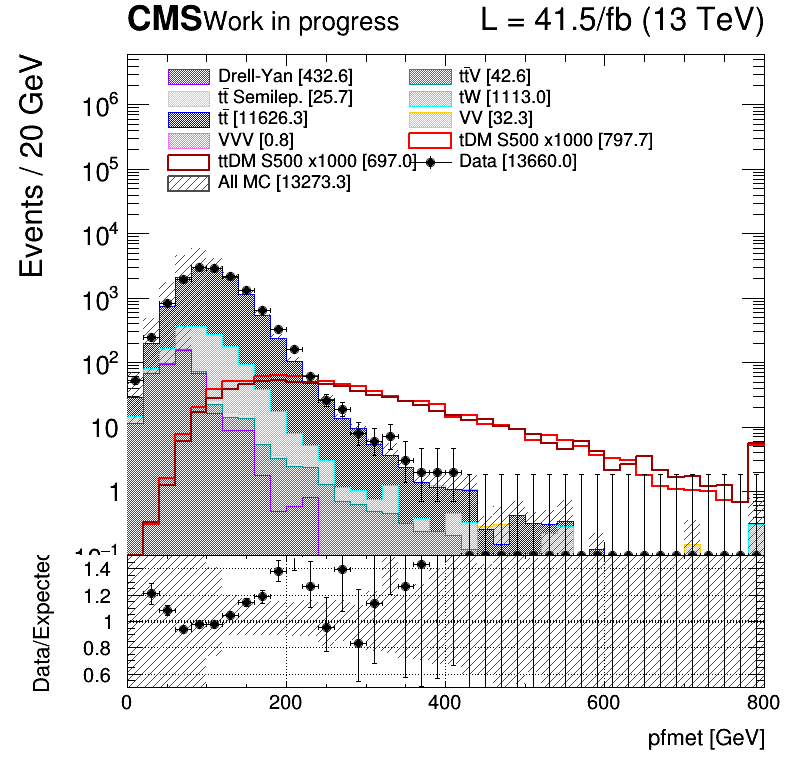 CMS Work in progress L = 41.5/fb (13 TeV)
Events / 20 GeV
Drell-Yan [432.6] tt̄V [42.6]
tt̄ Semilep. [25.7] tW [1113.0]
tt̄ [11626.3] VV [32.3]
VVV [0.8] tDM S500 x1000 [797.7]
ttDM S500 x1000 [697.0] Data [13660.0]
All MC [13273.3]
10⁶
10⁵
10⁴
10³
10²
10
1
10⁻¹
Data/Expected
1.4
1.2
1
0.8
0.6
0 200 400 600 800
pfmet [GeV]